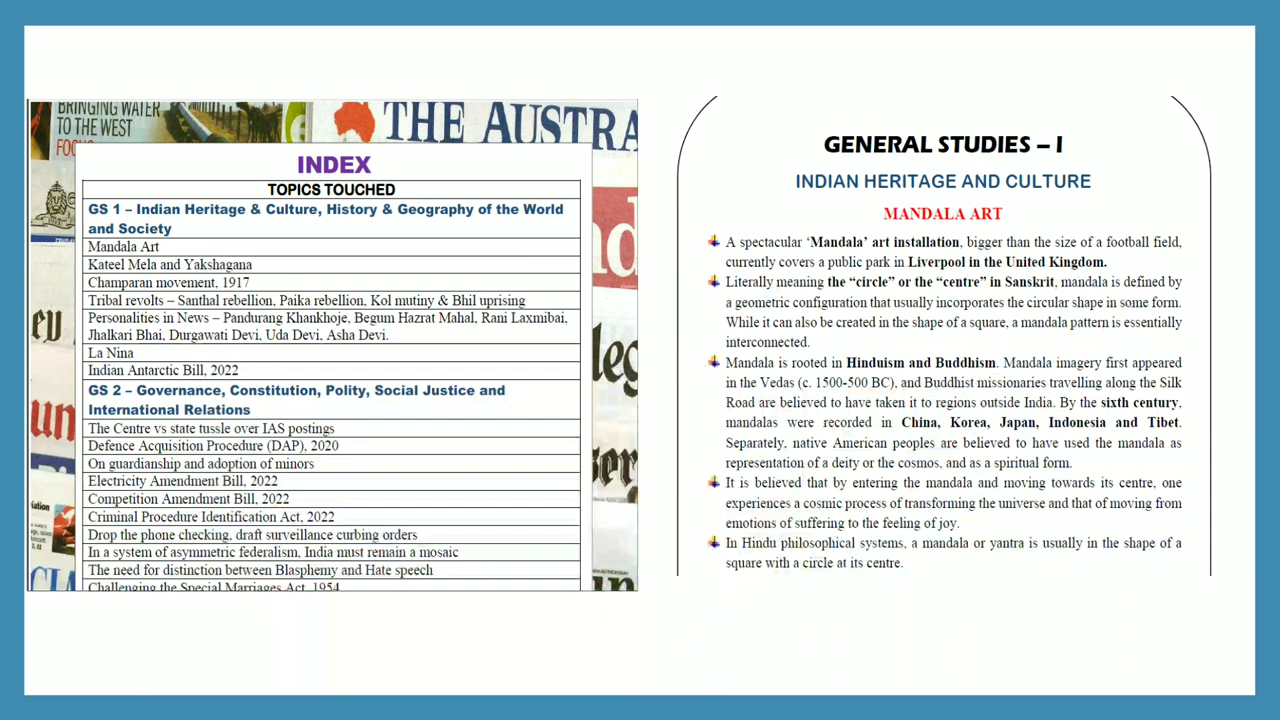 BRINGING WATER
TO THE WEST
FOC
THE AUSTRA
INDEX
TOPICS TOUCHED
GS 1 – Indian Heritage & Culture, History & Geography of the World
and Society
Mandala Art
Kateel Mela and Yakshagana
Champaran movement, 1917
Tribal revolts – Santhal rebellion, Paika rebellion, Kol mutiny & Bhil uprising
Personalities in News – Pandurang Khankhoje, Begum Hazrat Mahal, Rani Laxmibai,
Jhalkari Bhai, Durgawati Devi, Uda Devi, Asha Devi.
La Nina
Indian Antarctic Bill, 2022
GS 2 – Governance, Constitution, Polity, Social Justice and
International Relations
The Centre vs state tussle over IAS postings
Defence Acquisition Procedure (DAP), 2020
On guardianship and adoption of minors
Electricity Amendment Bill, 2022
Competition Amendment Bill, 2022
Criminal Procedure Identification Act, 2022
Drop the phone checking, draft surveillance curbing orders
In a system of asymmetric federalism, India must remain a mosaic
The need for distinction between Blasphemy and Hate speech
Challenging the Special Marriages Act, 1954
GENERAL STUDIES – I
INDIAN HERITAGE AND CULTURE
MANDALA ART
A spectacular ‘Mandala’ art installation, bigger than the size of a football field,
currently covers a public park in Liverpool in the United Kingdom.
Literally meaning the “circle” or the “centre” in Sanskrit, mandala is defined by
a geometric configuration that usually incorporates the circular shape in some form.
While it can also be created in the shape of a square, a mandala pattern is essentially
interconnected.
Mandala is rooted in Hinduism and Buddhism. Mandala imagery first appeared
in the Vedas (c. 1500-500 BC), and Buddhist missionaries travelling along the Silk
Road are believed to have taken it to regions outside India. By the sixth century,
mandalas were recorded in China, Korea, Japan, Indonesia and Tibet.
Separately, native American peoples are believed to have used the mandala as
representation of a deity or the cosmos, and as a spiritual form.
It is believed that by entering the mandala and moving towards its centre, one
experiences a cosmic process of transforming the universe and that of moving from
emotions of suffering to the feeling of joy.
In Hindu philosophical systems, a mandala or yantra is usually in the shape of a
square with a circle at its centre.